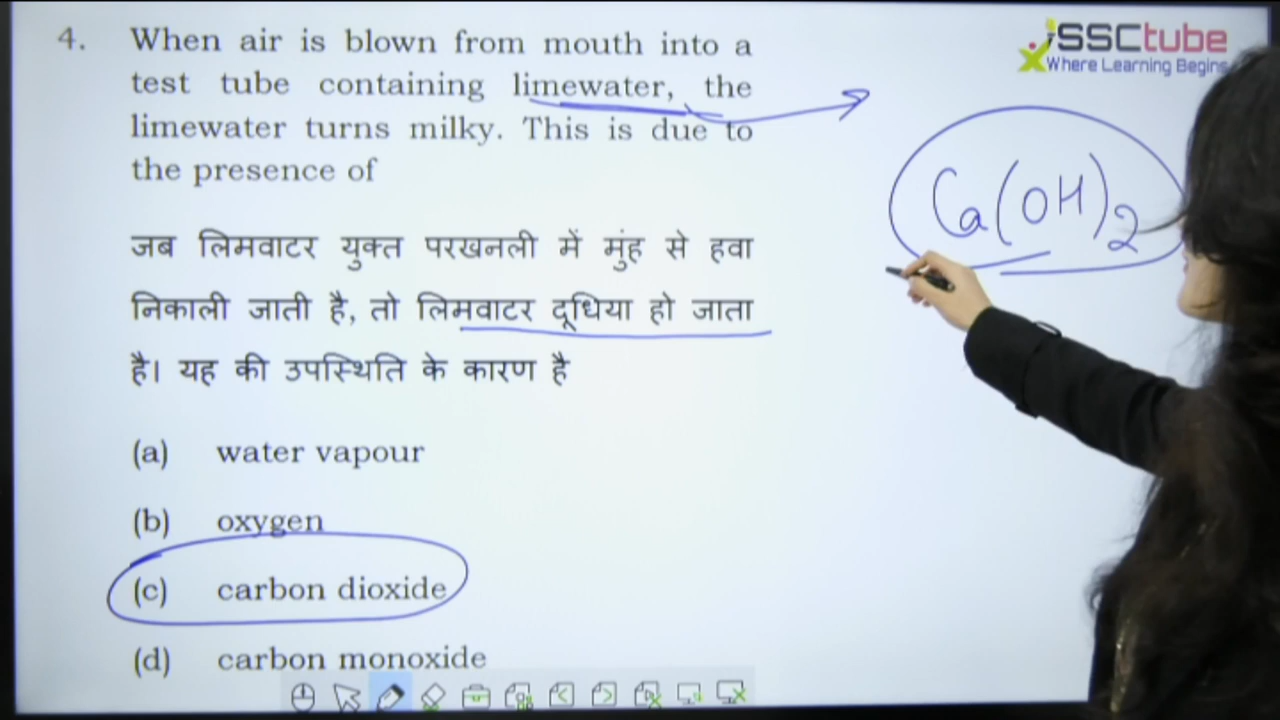 4. When air is blown from mouth into a
test tube containing limewater, the
limewater turns milky. This is due to
the presence of
जब लिमवाटर युक्त परखनली में मुंह से हवा
निकाली जाती है, तो लिमवाटर दूधिया हो जाता
है। यह की उपस्थिति के कारण है
(a) water vapour
(b) oxygen
(c) carbon dioxide
(d) carbon monoxide
SSCtube
Where Learning Begins
Ca(OH)2